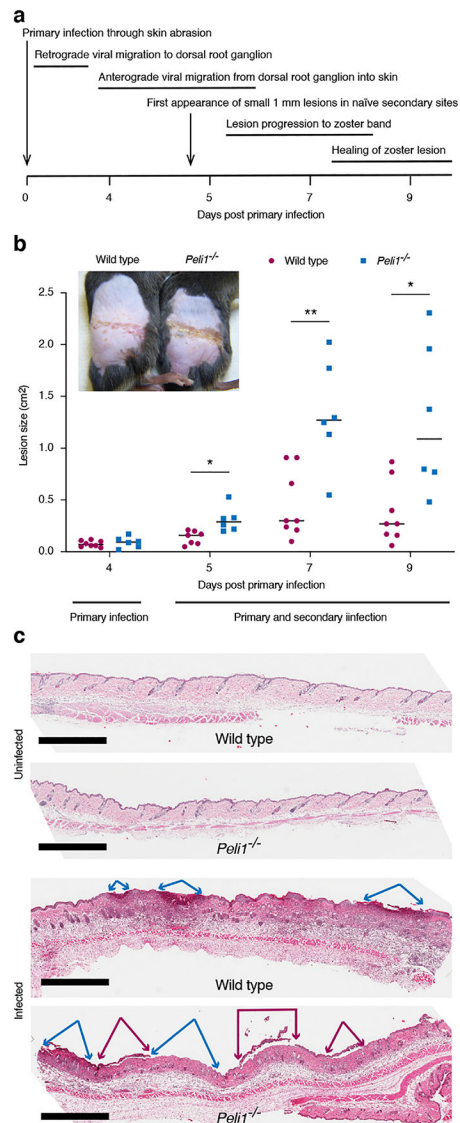 a
Primary infection through skin abrasion
Retrograde viral migration to dorsal root ganglion
Anterograde viral migration from dorsal root ganglion into skin
First appearance of small 1 mm lesions in naïve secondary sites
Lesion progression to zoster band
Healing of zoster lesion
0 4 5 7 9
Days post primary infection
b
Wild type Peli1-/- Wild type Peli1-/-
2.5
2.0
1.5
1.0
0.5
0.0
Lesion size (cm2)
* ** *
4 5 7 9
Days post primary infection
Primary infection Primary and secondary iinfection
c
Uninfected
Wild type
Peli1-/-
Infected
Wild type
Peli1-/-